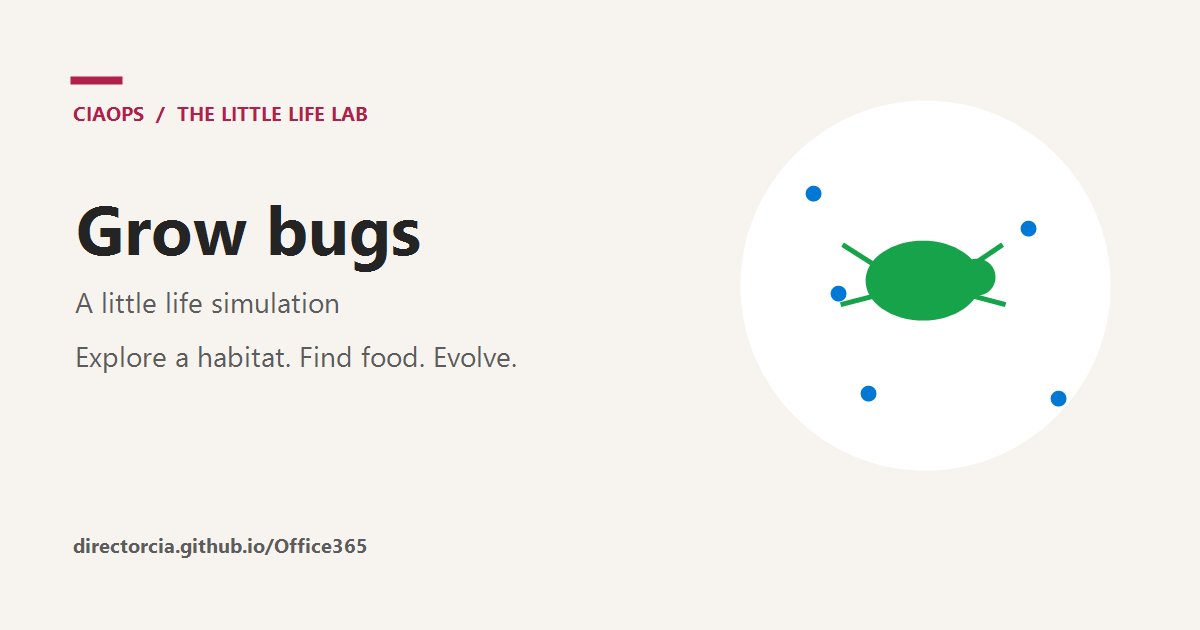 CIAOPS / THE LITTLE LIFE LAB
Grow bugs
A little life simulation
Explore a habitat. Find food. Evolve.
directorcia.github.io/Office365